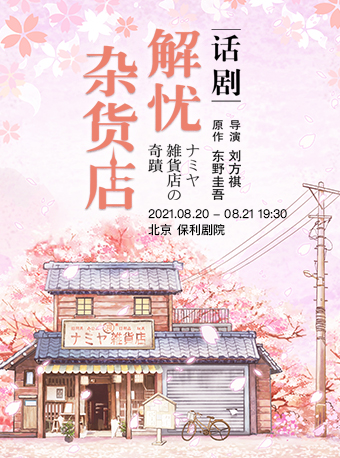 话剧
解忧
杂货店
ナミヤ
雑貨店の
奇蹟
导演 刘方祺
原作 东野圭吾
2021.08.20 - 08.21 19:30
北京 保利剧院
ナミヤ 雑貨店